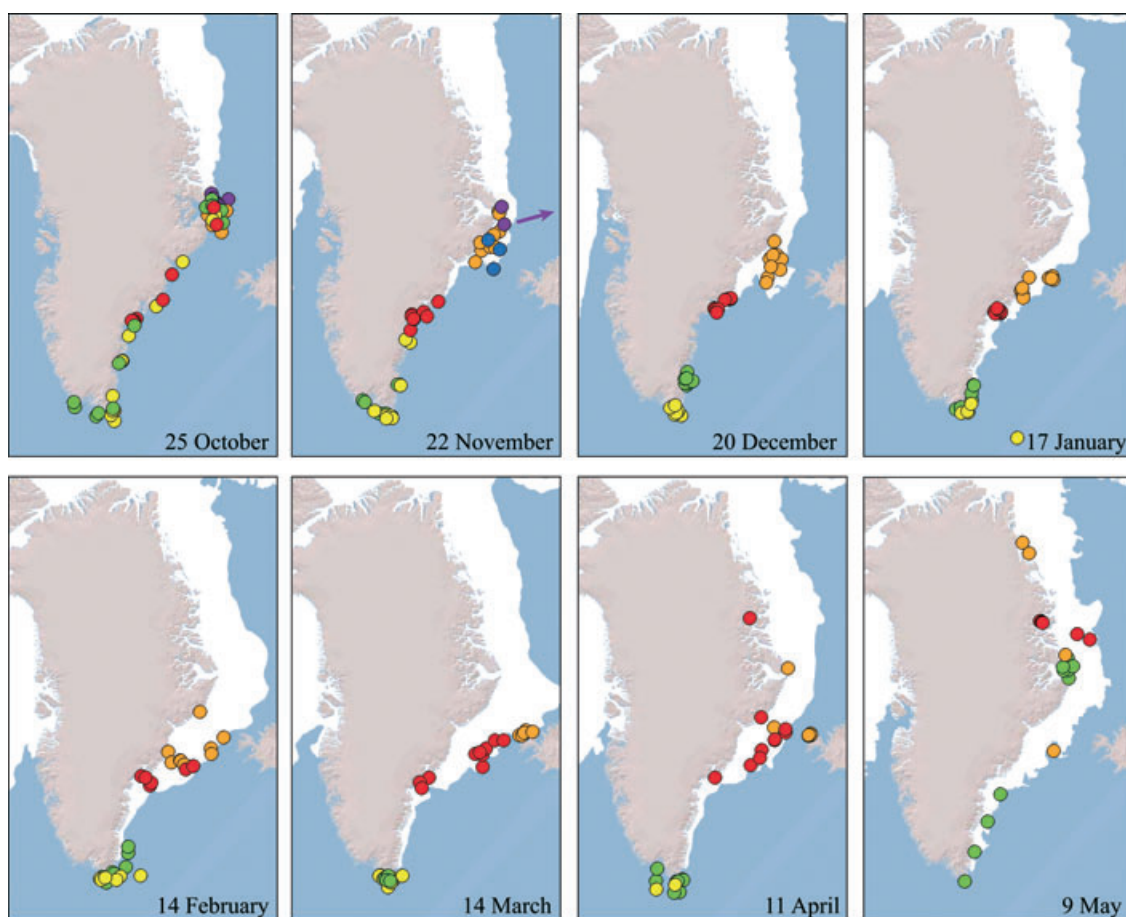 25 October
22 November
20 December
17 January
14 February
14 March
11 April
9 May